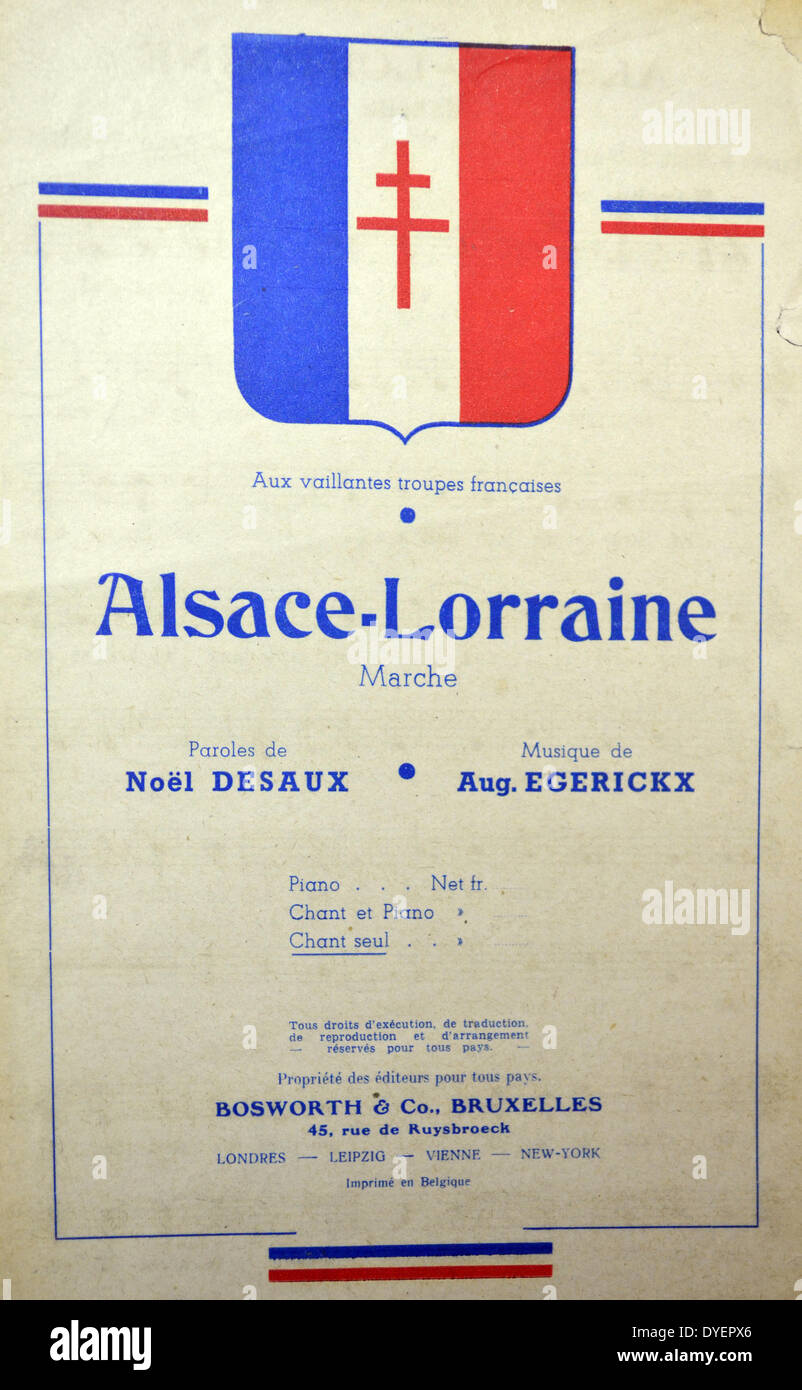 Aux vaillantes troupes françaises
Alsace-Lorraine
Marche
Paroles de
Noël DESAUX
Musique de
Aug. EGERICKX
Piano . . . Net fr.
Chant et Piano »
Chant seul . . »
Tous droits d'exécution, de traduction,
de reproduction et d'arrangement
— réservés pour tous pays. —
Propriété des éditeurs pour tous pays.
BOSWORTH & Co., BRUXELLES
45, rue de Ruysbroeck
LONDRES — LEIPZIG — VIENNE — NEW-YORK
Imprimé en Belgique
alamy
alamy
alamy
a
a
a
a
a
a
a
a
alamy
Image ID: DYEPX6
www.alamy.com